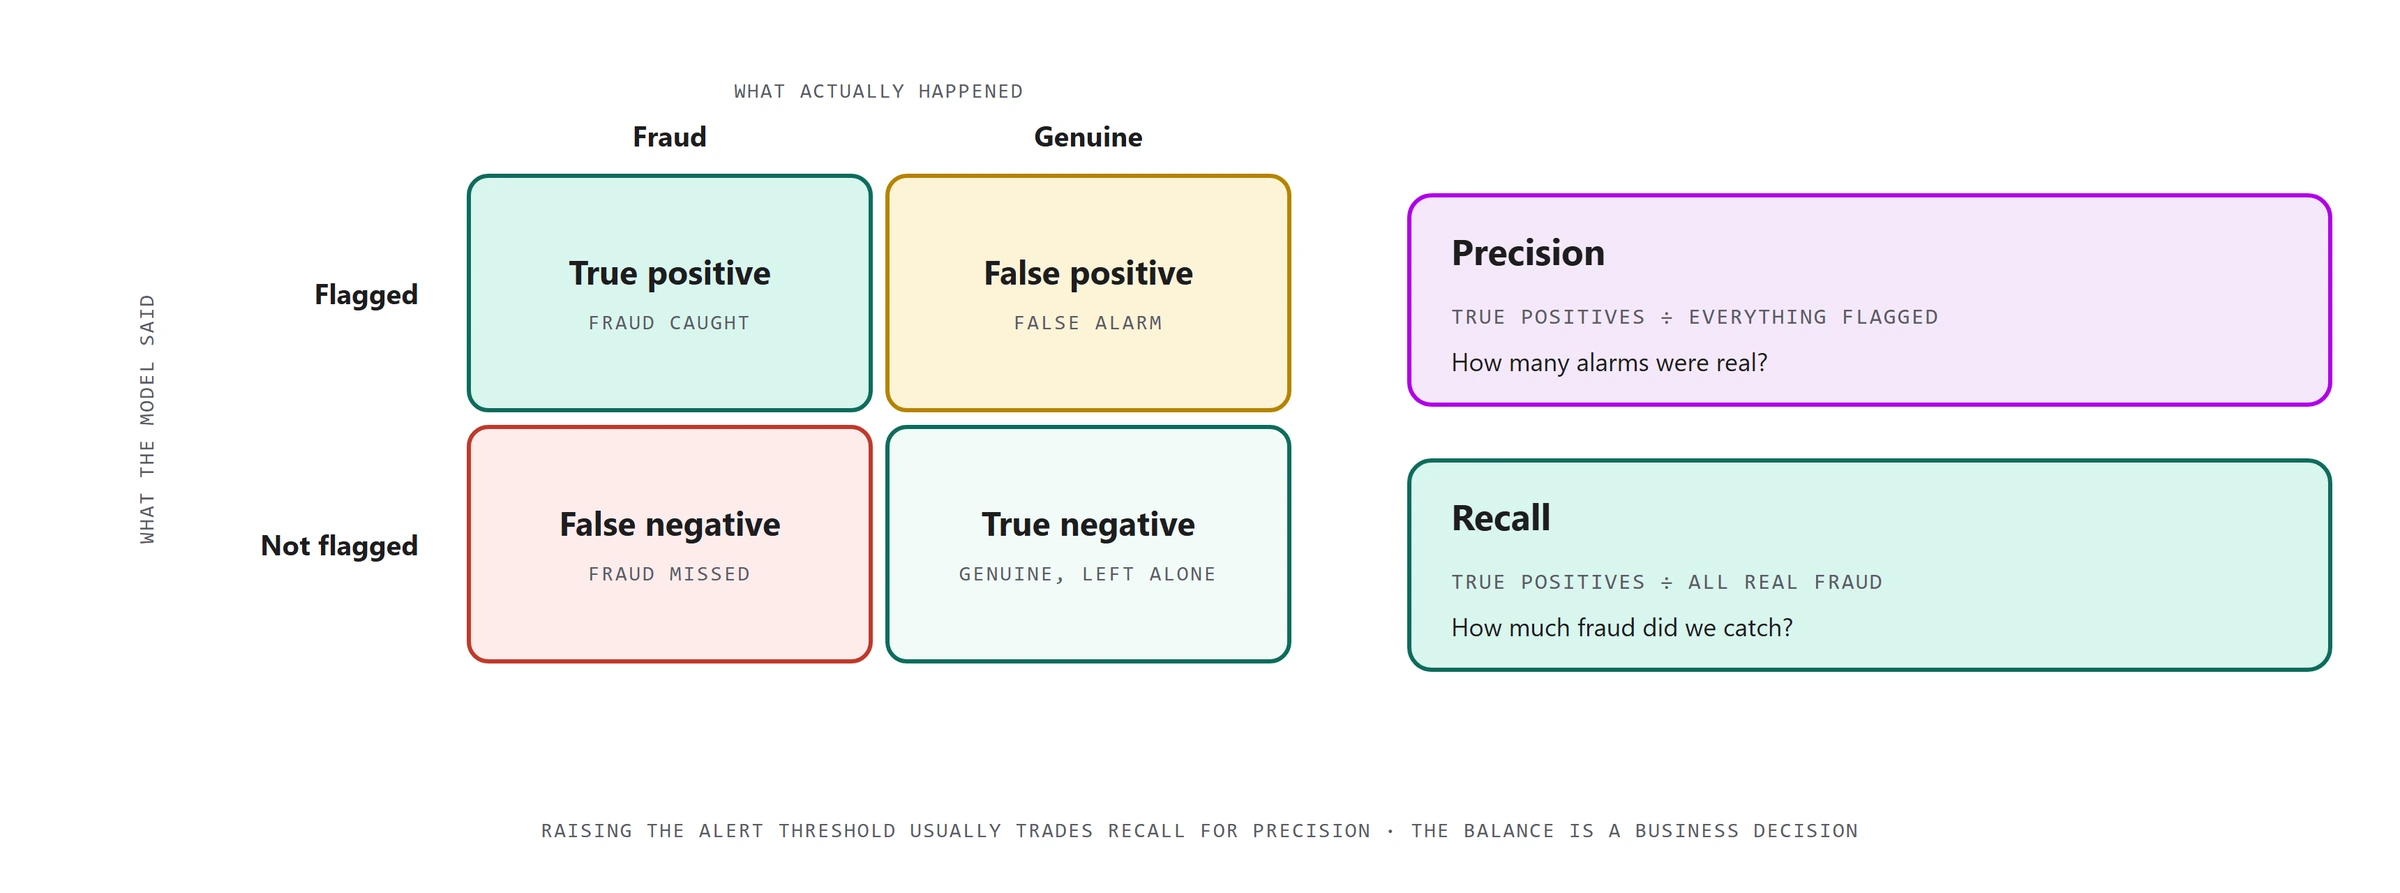 WHAT ACTUALLY HAPPENED
Fraud
Genuine
WHAT THE MODEL SAID
Flagged
True positive
FRAUD CAUGHT
False positive
FALSE ALARM
Not flagged
False negative
FRAUD MISSED
True negative
GENUINE, LEFT ALONE
Precision
TRUE POSITIVES ÷ EVERYTHING FLAGGED
How many alarms were real?
Recall
TRUE POSITIVES ÷ ALL REAL FRAUD
How much fraud did we catch?
RAISING THE ALERT THRESHOLD USUALLY TRADES RECALL FOR PRECISION · THE BALANCE IS A BUSINESS DECISION